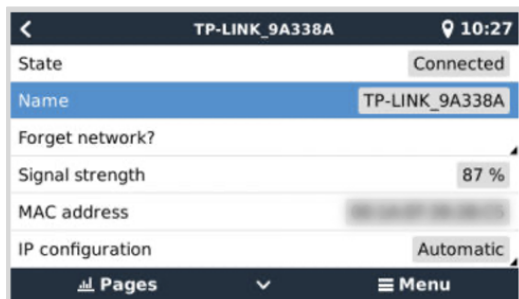 TP-LINK_9A338A 10:27
State Connected
Name TP-LINK_9A338A
Forget network?
Signal strength 87 %
MAC address
IP configuration Automatic
Pages Menu